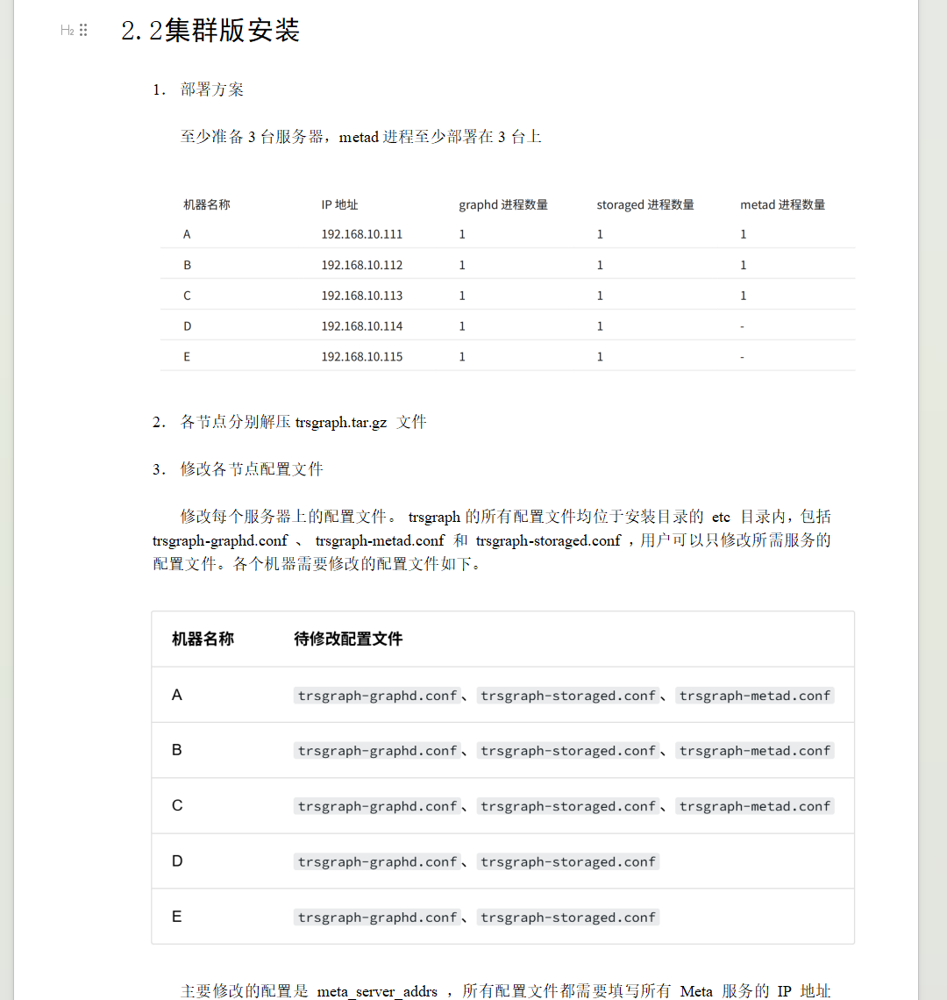 H2
2.2集群版安装
1. 部署方案
至少准备 3 台服务器，metad 进程至少部署在 3 台上
机器名称 IP 地址 graphd 进程数量 storaged 进程数量 metad 进程数量
A 192.168.10.111 1 1 1
B 192.168.10.112 1 1 1
C 192.168.10.113 1 1 1
D 192.168.10.114 1 1 -
E 192.168.10.115 1 1 -
2. 各节点分别解压 trsgraph.tar.gz 文件
3. 修改各节点配置文件
修改每个服务器上的配置文件。 trsgraph 的所有配置文件均位于安装目录的 etc 目录内，包括
trsgraph-graphd.conf 、 trsgraph-metad.conf 和 trsgraph-storaged.conf ，用户可以只修改所需服务的
配置文件。各个机器需要修改的配置文件如下。
机器名称 待修改配置文件
A trsgraph-graphd.conf、 trsgraph-storaged.conf、 trsgraph-metad.conf
B trsgraph-graphd.conf、 trsgraph-storaged.conf、 trsgraph-metad.conf
C trsgraph-graphd.conf、 trsgraph-storaged.conf、 trsgraph-metad.conf
D trsgraph-graphd.conf、 trsgraph-storaged.conf
E trsgraph-graphd.conf、 trsgraph-storaged.conf
主要修改的配置是 meta_server_addrs ，所有配置文件都需要填写所有 Meta 服务的 IP 地址